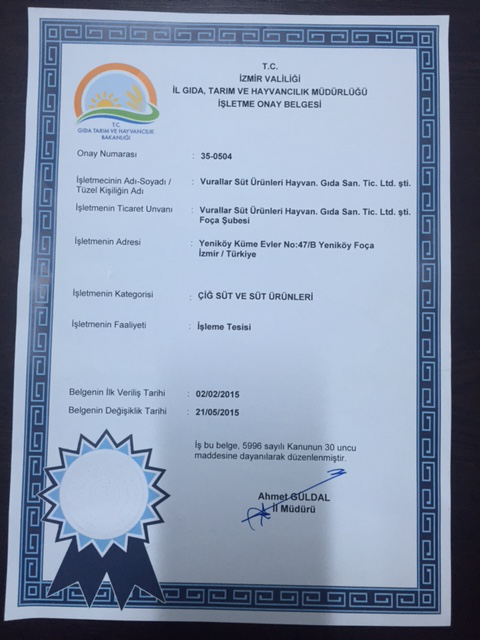 T.C.
İZMİR VALİLİĞİ
İL GIDA, TARIM VE HAYVANCILIK MÜDÜRLÜĞÜ
İŞLETME ONAY BELGESİ
T.C.
GIDA TARIM VE HAYVANCILIK
BAKANLIĞI
Onay Numarası : 35-0504
İşletmecinin Adı-Soyadı / : Vurallar Süt Ürünleri Hayvan. Gıda San. Tic. Ltd. şti.
Tüzel Kişiliğin Adı
İşletmenin Ticaret Unvanı : Vurallar Süt Ürünleri Hayvan. Gıda San. Tic. Ltd. şti.
Foça Şubesi
İşletmenin Adresi : Yeniköy Küme Evler No:47/B Yeniköy Foça
İzmir / Türkiye
İşletmenin Kategorisi : ÇİĞ SÜT VE SÜT ÜRÜNLERİ
İşletmenin Faaliyeti : İşleme Tesisi
Belgenin İlk Veriliş Tarihi : 02/02/2015
Belgenin Değişiklik Tarihi : 21/05/2015
İş bu belge, 5996 sayılı Kanunun 30 uncu
maddesine dayanılarak düzenlenmiştir.
Ahmet GÜLDAL
İl Müdürü